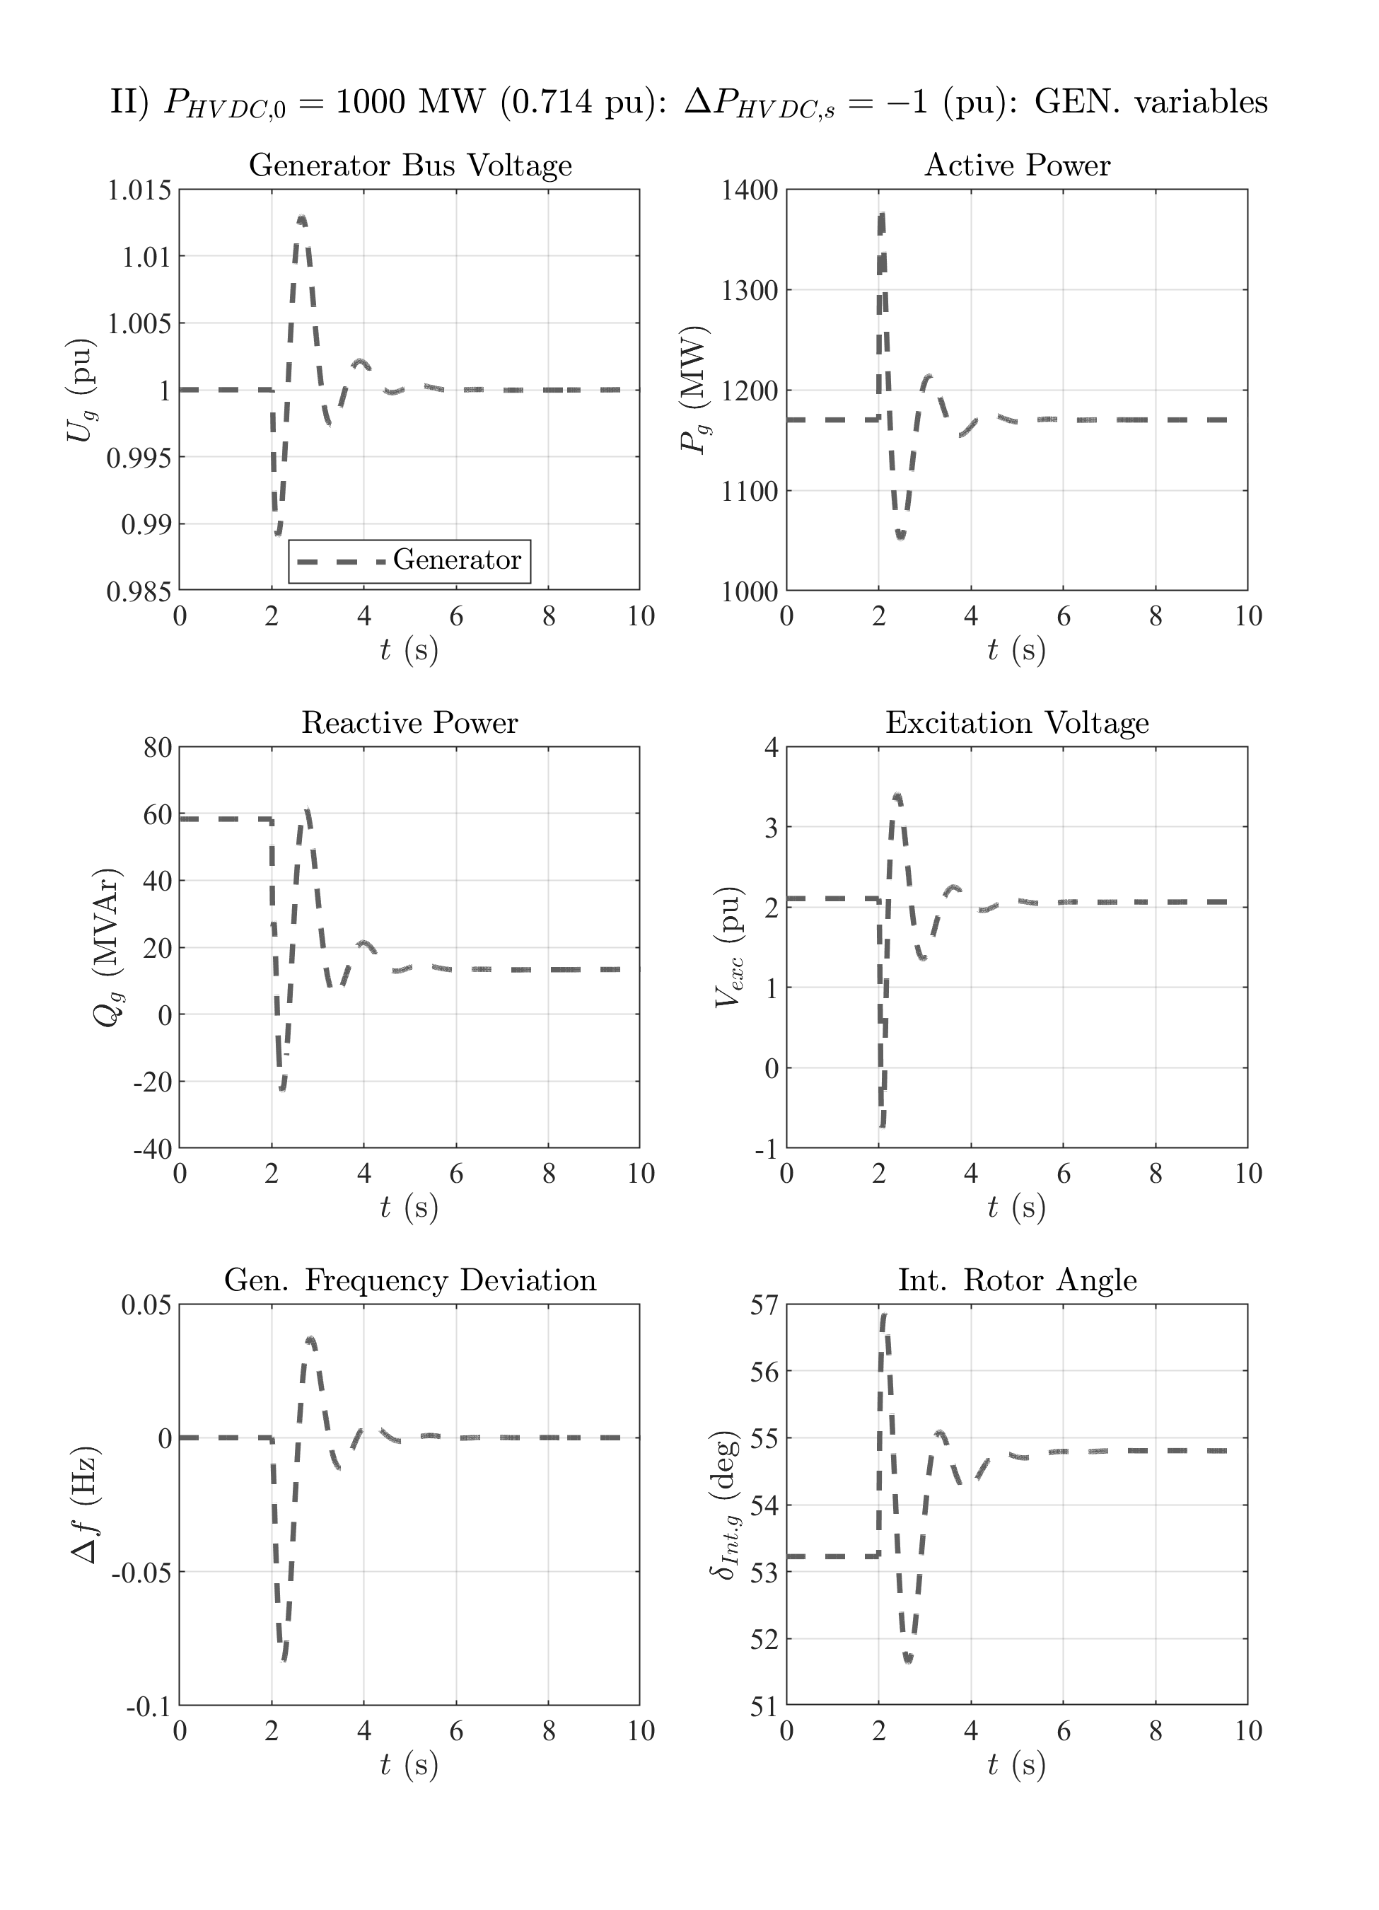 II) P_{HVDC,0} = 1000 MW (0.714 pu): ΔP_{HVDC,s} = −1 (pu): GEN. variables
Generator Bus Voltage
1.015
1.01
1.005
1
0.995
0.99
0.985
U_g (pu)
Generator
0 2 4 6 8 10
t (s)
Active Power
1400
1300
1200
1100
1000
P_g (MW)
0 2 4 6 8 10
t (s)
Reactive Power
80
60
40
20
0
-20
-40
Q_g (MVAr)
0 2 4 6 8 10
t (s)
Excitation Voltage
4
3
2
1
0
-1
V_{exc} (pu)
0 2 4 6 8 10
t (s)
Gen. Frequency Deviation
0.05
0
-0.05
-0.1
Δf (Hz)
0 2 4 6 8 10
t (s)
Int. Rotor Angle
57
56
55
54
53
52
51
δ_{Int.g} (deg)
0 2 4 6 8 10
t (s)